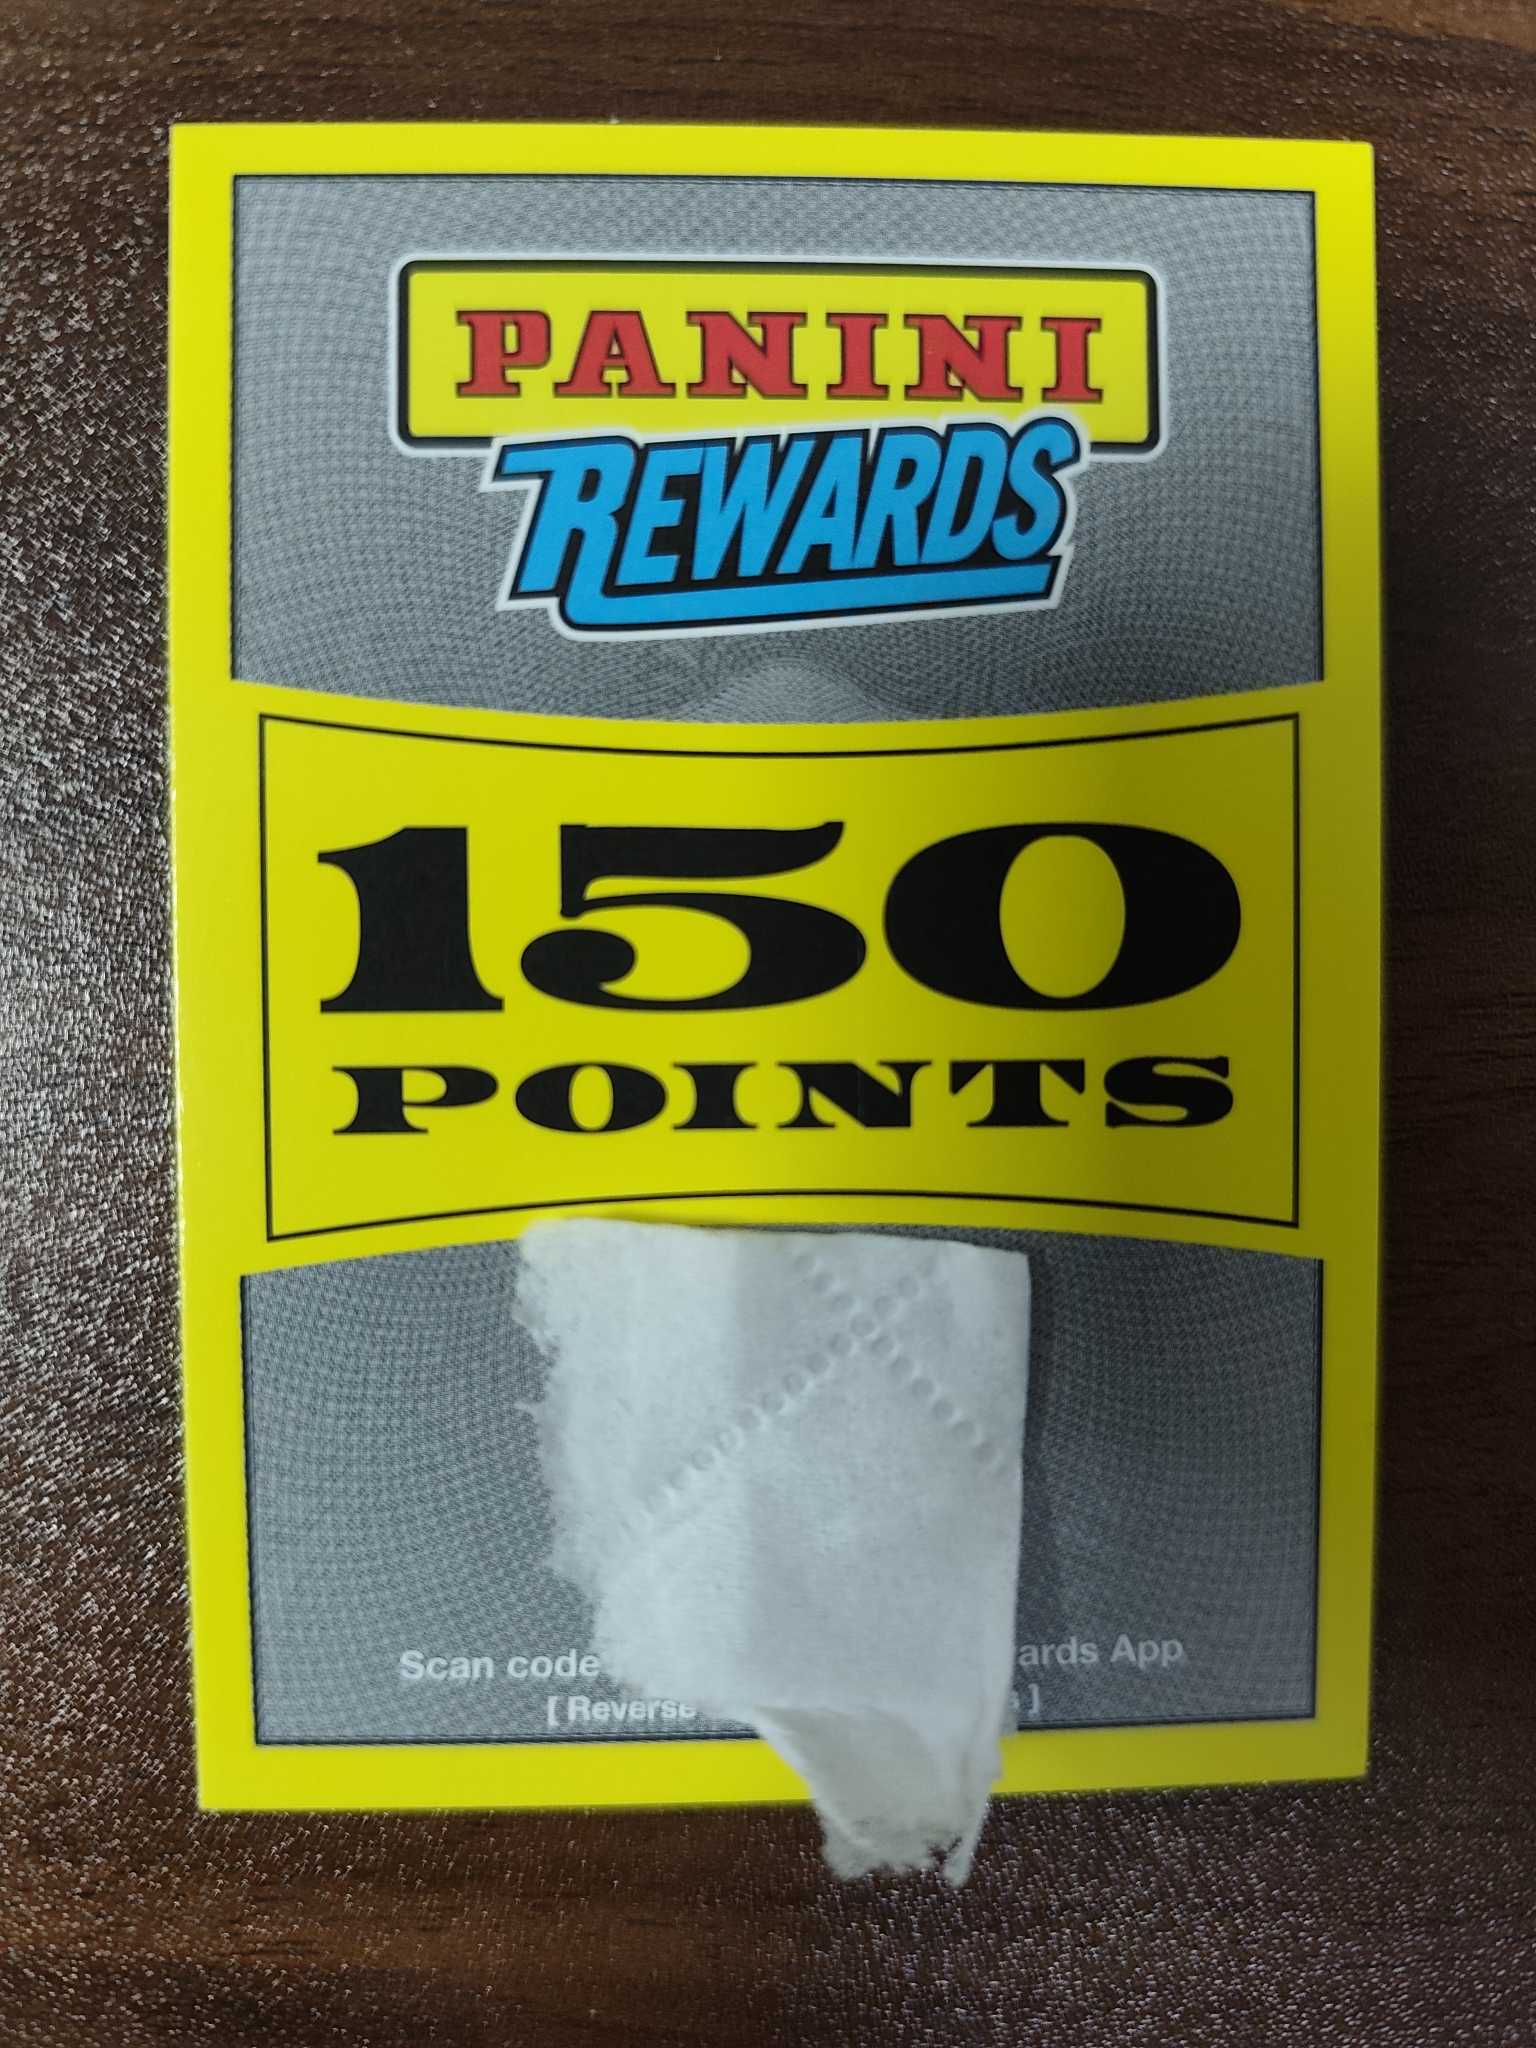 PANINI
REWARDS
150
POINTS
Scan code ards App
[ Reverse ]